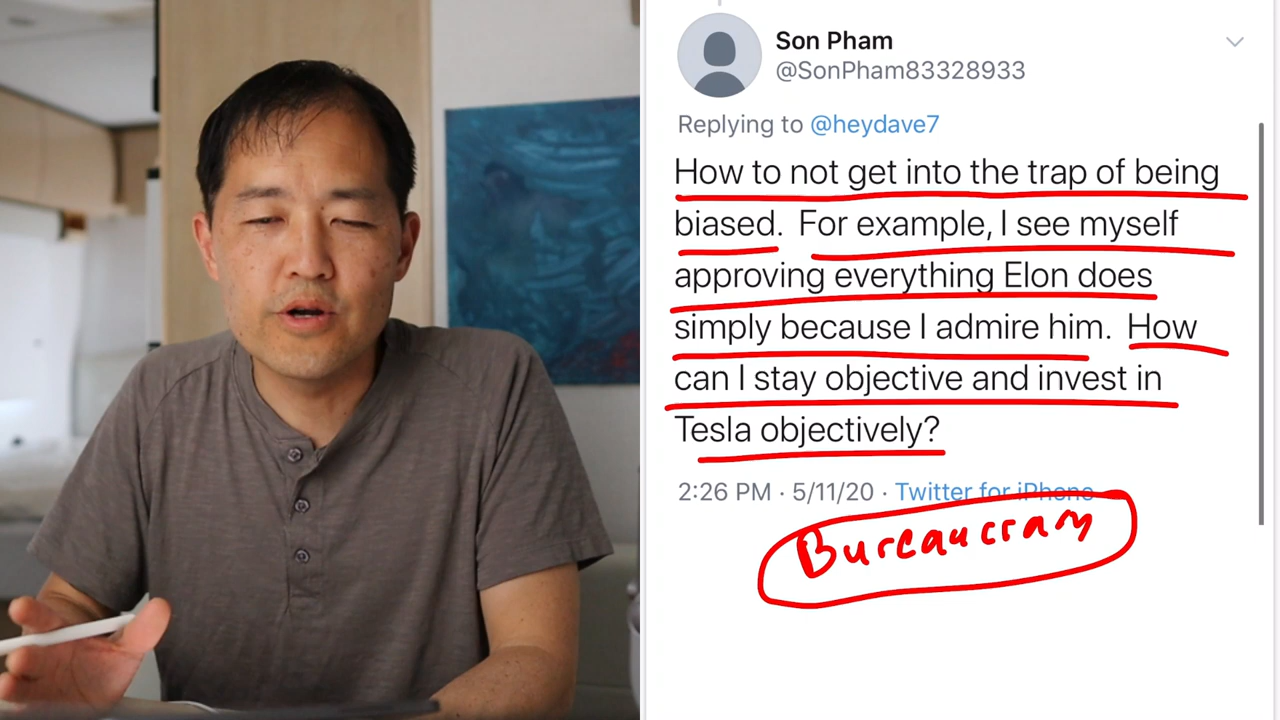 Son Pham
@SonPham83328933
Replying to @heydave7
How to not get into the trap of being
biased. For example, I see myself
approving everything Elon does
simply because I admire him. How
can I stay objective and invest in
Tesla objectively?
2:26 PM · 5/11/20 · Twitter for iPhone
Bureaucracy